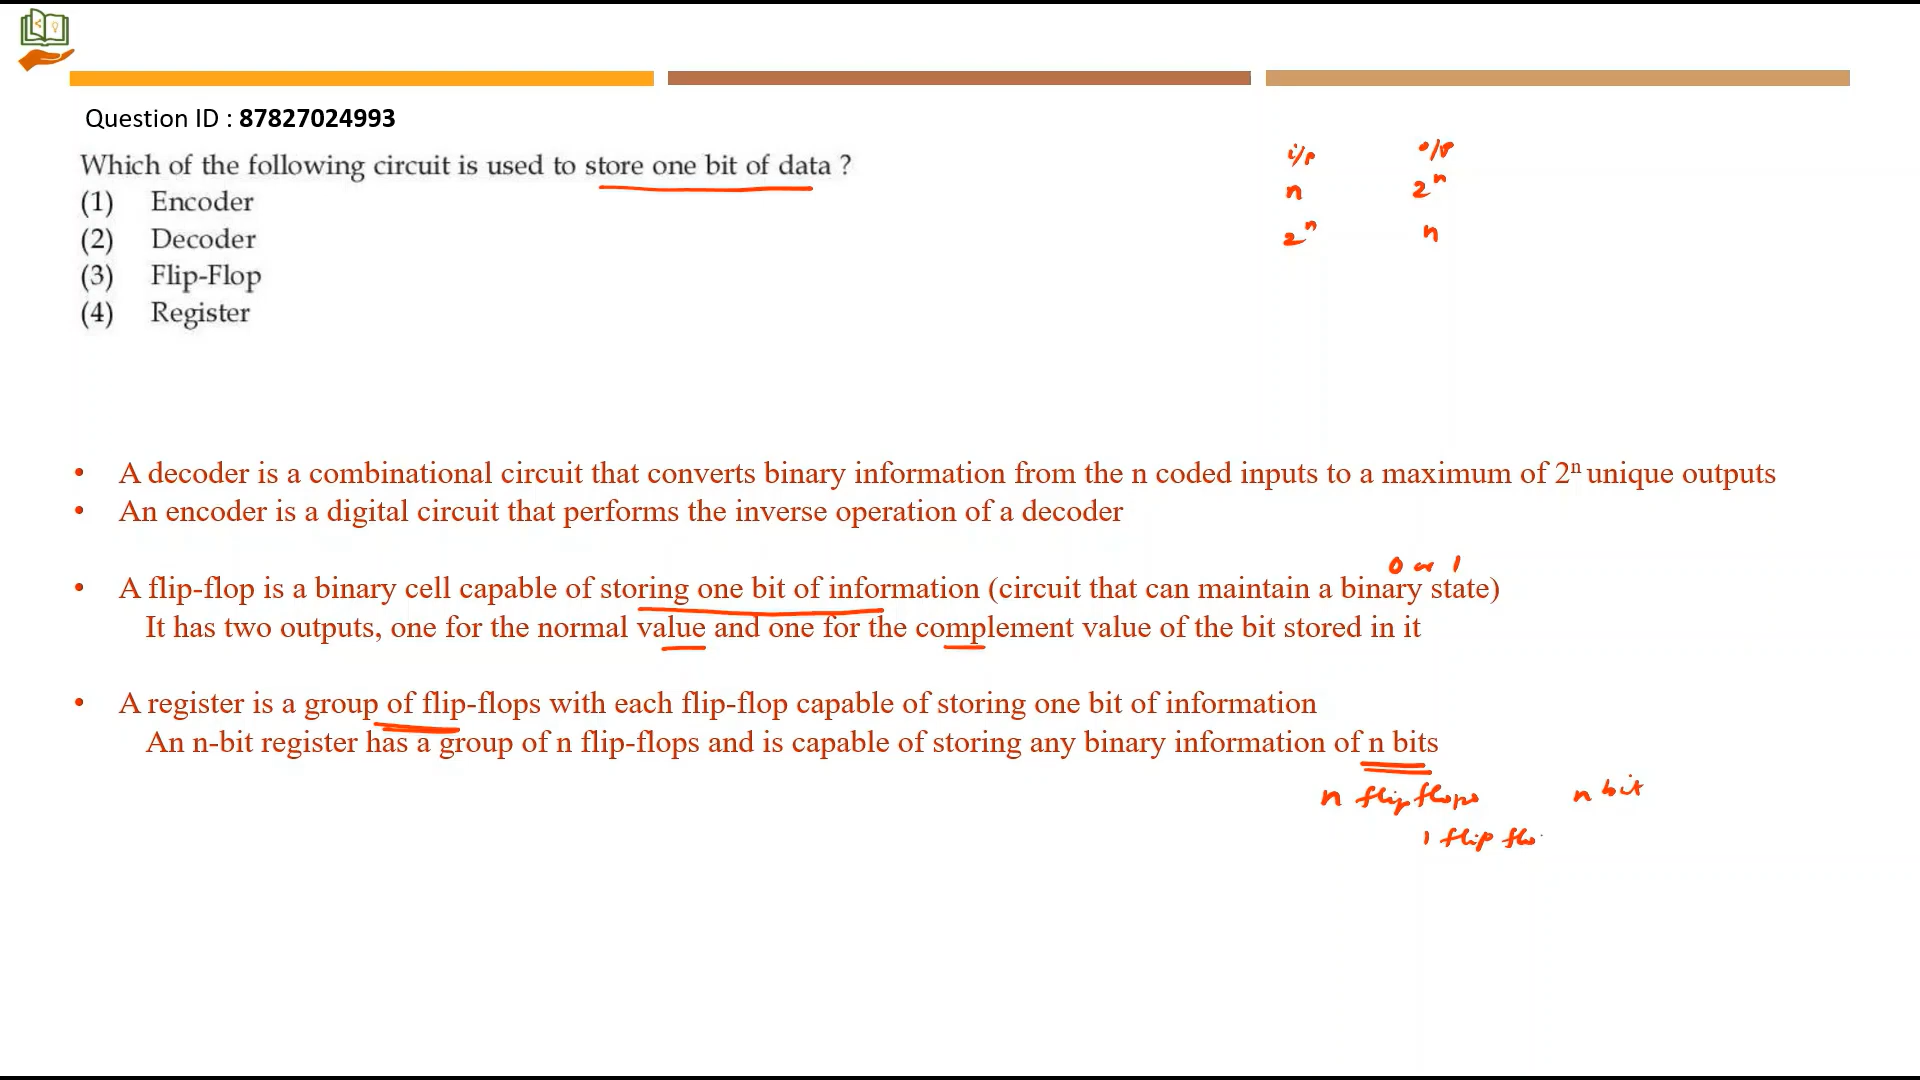 Question ID : 87827024993
Which of the following circuit is used to store one bit of data ?
(1) Encoder
(2) Decoder
(3) Flip-Flop
(4) Register
i/p o/p
n 2ⁿ
2ⁿ n
• A decoder is a combinational circuit that converts binary information from the n coded inputs to a maximum of 2ⁿ unique outputs
• An encoder is a digital circuit that performs the inverse operation of a decoder
0 or 1
• A flip-flop is a binary cell capable of storing one bit of information (circuit that can maintain a binary state)
It has two outputs, one for the normal value and one for the complement value of the bit stored in it
• A register is a group of flip-flops with each flip-flop capable of storing one bit of information
An n-bit register has a group of n flip-flops and is capable of storing any binary information of n bits
n flip flops n bit
1 flip flo